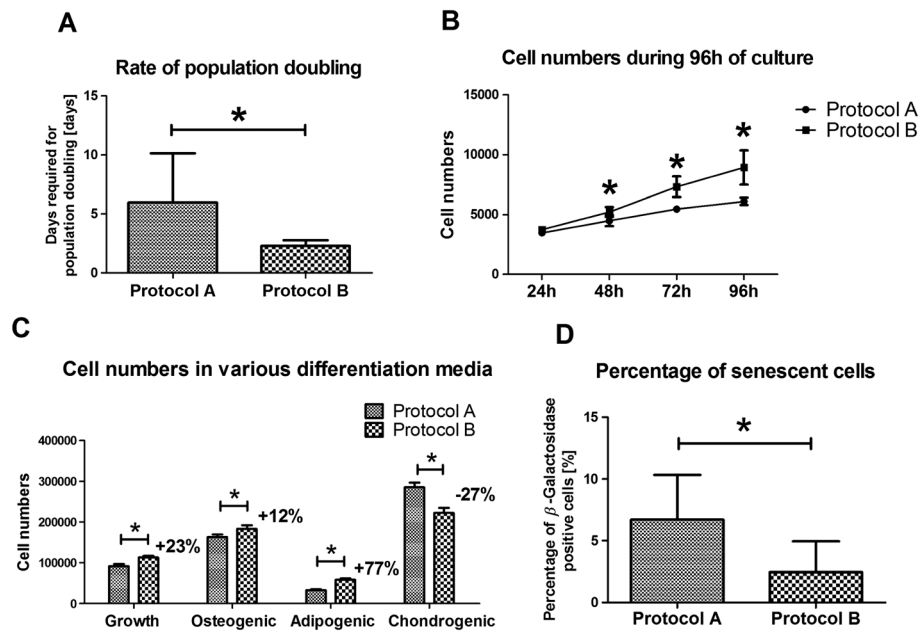 A
Rate of population doubling
Days required for
population doubling [days]
15
10
5
0
*
Protocol A
Protocol B
B
Cell numbers during 96h of culture
Cell numbers
15000
10000
5000
0
*
*
*
24h
48h
72h
96h
Protocol A
Protocol B
C
Cell numbers in various differentiation media
Protocol A
Protocol B
Cell numbers
400000
300000
200000
100000
0
*
+23%
*
+12%
*
+77%
*
-27%
Growth
Osteogenic
Adipogenic
Chondrogenic
D
Percentage of senescent cells
Percentage of β-Galactosidase
positive cells [%]
15
10
5
0
*
Protocol A
Protocol B